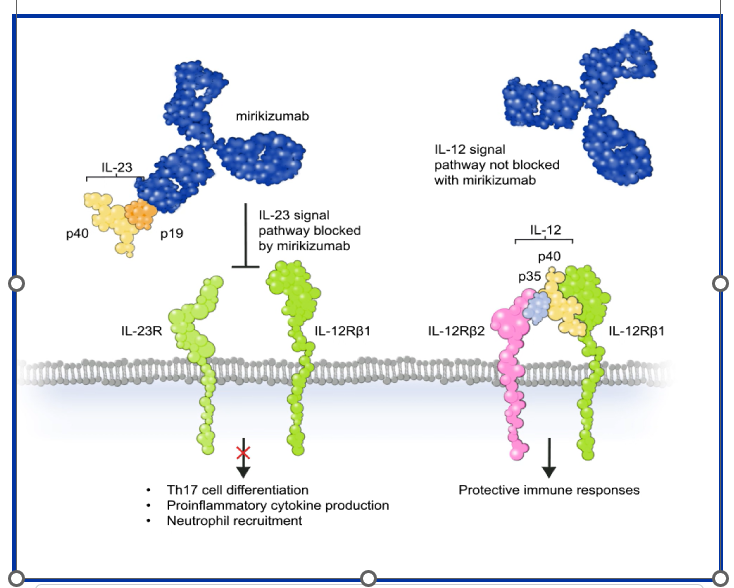 mirikizumab
IL-23
p40
p19
IL-23 signal
pathway blocked
by mirikizumab
IL-23R
IL-12Rβ1
Th17 cell differentiation
Proinflammatory cytokine production
Neutrophil recruitment
IL-12 signal
pathway not blocked
with mirikizumab
IL-12
p40
p35
IL-12Rβ2
IL-12Rβ1
Protective immune responses